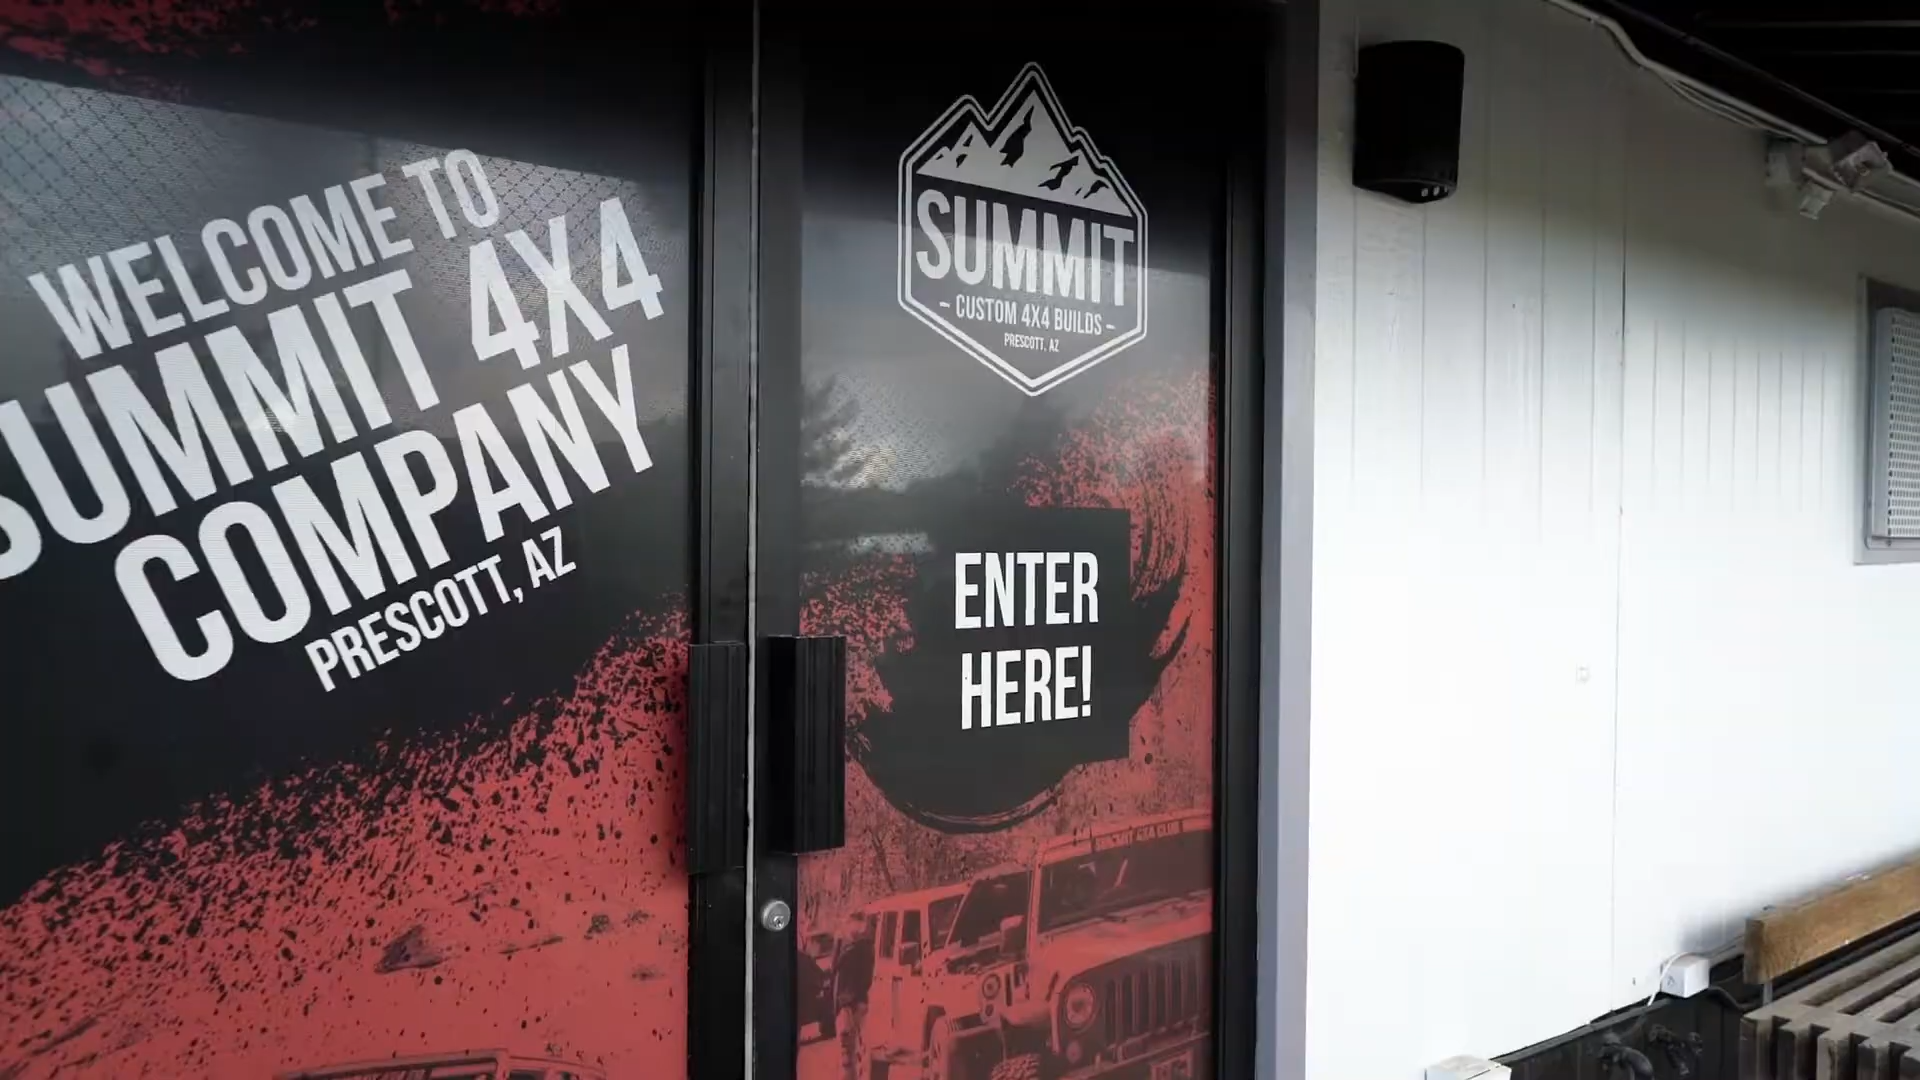 WELCOME TO
SUMMIT 4X4
COMPANY
PRESCOTT, AZ
SUMMIT
- CUSTOM 4X4 BUILDS -
PRESCOTT, AZ
ENTER
HERE!